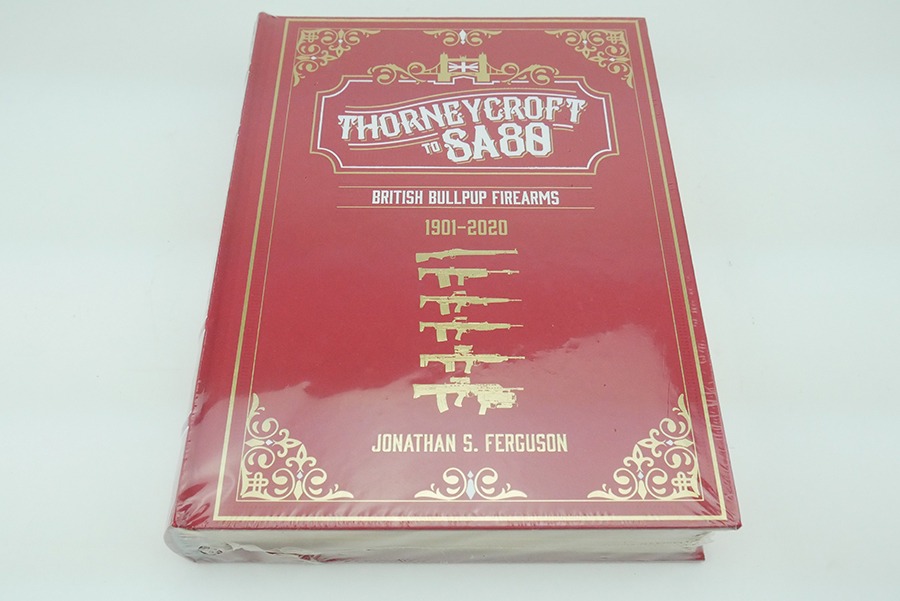 THORNEYCROFT
TO SA80
BRITISH BULLPUP FIREARMS
1901-2020
JONATHAN S. FERGUSON